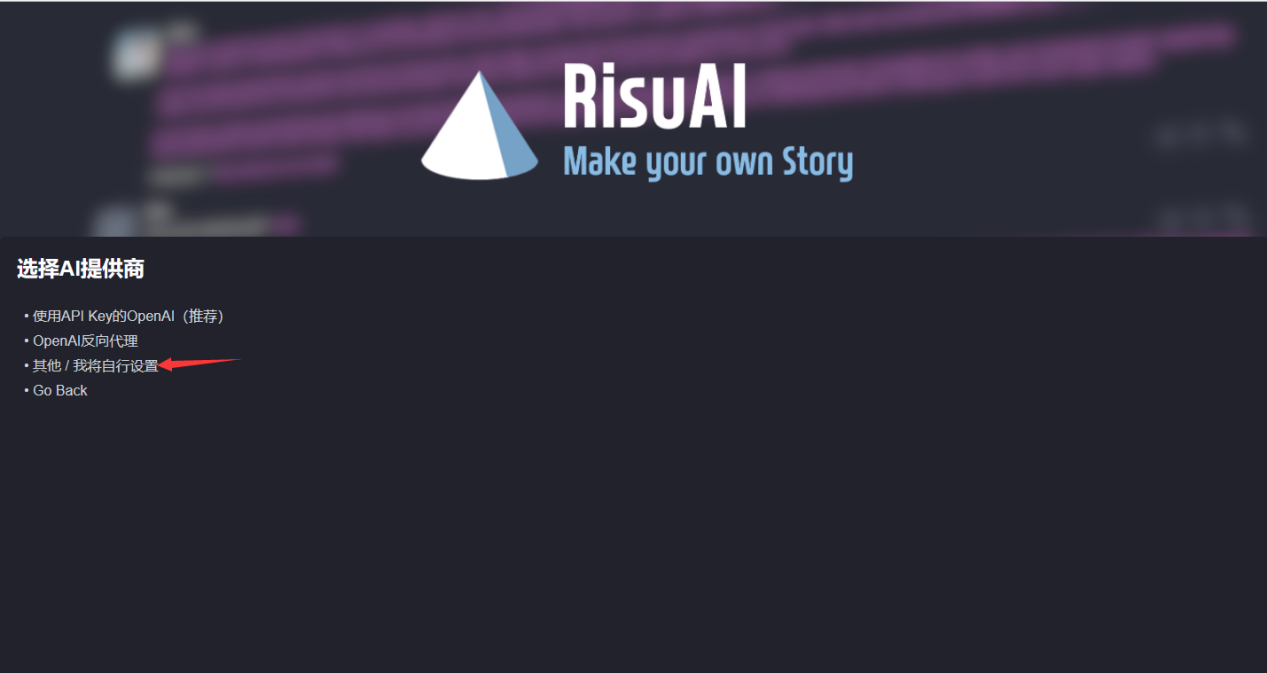 RisuAI
Make your own Story
选择AI提供商
• 使用API Key的OpenAI（推荐）
• OpenAI反向代理
• 其他 / 我将自行设置
• Go Back